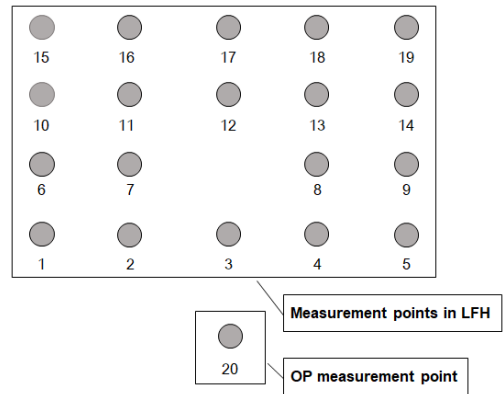 15 16 17 18 19
10 11 12 13 14
6 7 8 9
1 2 3 4 5
Measurement points in LFH
20
OP measurement point